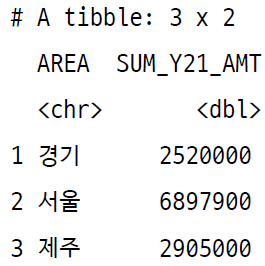 # A tibble: 3 x 2
AREA SUM_Y21_AMT
<chr> <dbl>
1 경기 2520000
2 서울 6897900
3 제주 2905000